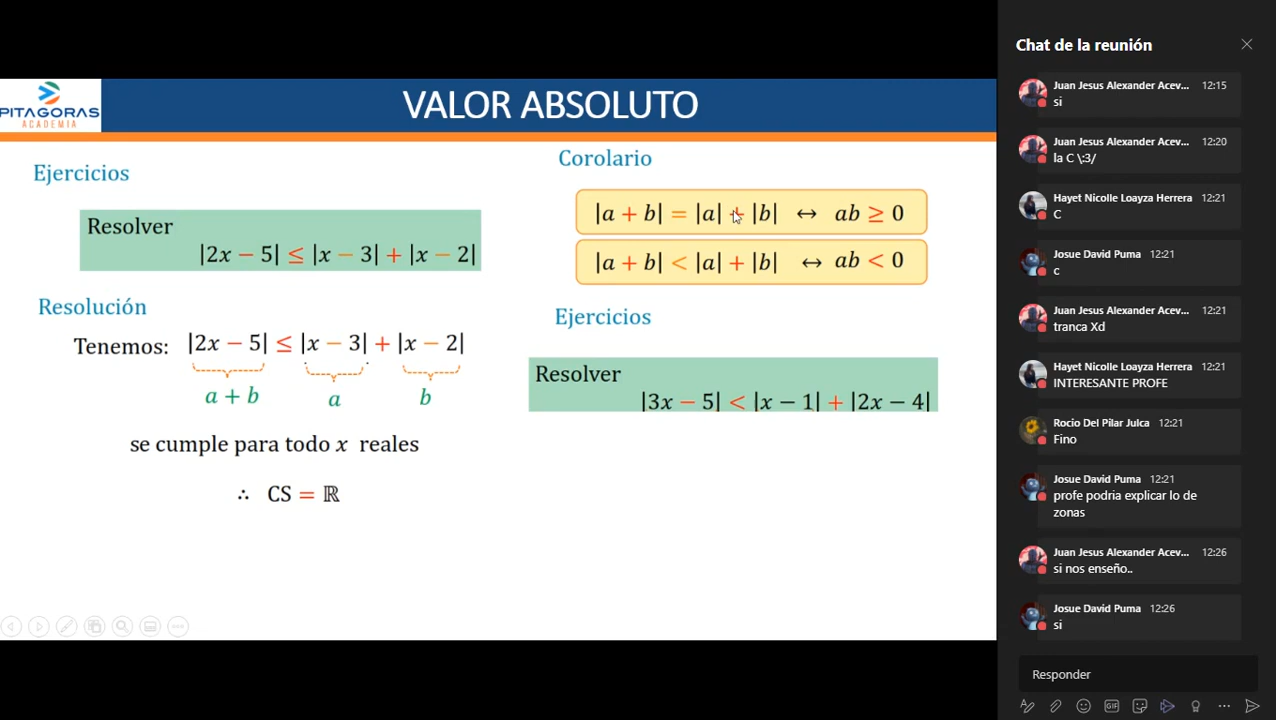 PITAGORAS
ACADEMIA
VALOR ABSOLUTO
Ejercicios
Resolver
|2x − 5| ≤ |x − 3| + |x − 2|
Resolución
Tenemos: |2x − 5| ≤ |x − 3| + |x − 2|
a + b a b
se cumple para todo x reales
∴ CS = ℝ
Corolario
|a + b| = |a| + |b| ↔ ab ≥ 0
|a + b| < |a| + |b| ↔ ab < 0
Ejercicios
Resolver
|3x − 5| < |x − 1| + |2x − 4|
Chat de la reunión
Juan Jesus Alexander Acev... 12:15
si
Juan Jesus Alexander Acev... 12:20
la C \:3/
Hayet Nicolle Loayza Herrera 12:21
C
Josue David Puma 12:21
c
Juan Jesus Alexander Acev... 12:21
tranca Xd
Hayet Nicolle Loayza Herrera 12:21
INTERESANTE PROFE
Rocio Del Pilar Julca 12:21
Fino
Josue David Puma 12:21
profe podria explicar lo de
zonas
Juan Jesus Alexander Acev... 12:26
si nos enseño..
Josue David Puma 12:26
si
Responder
GIF